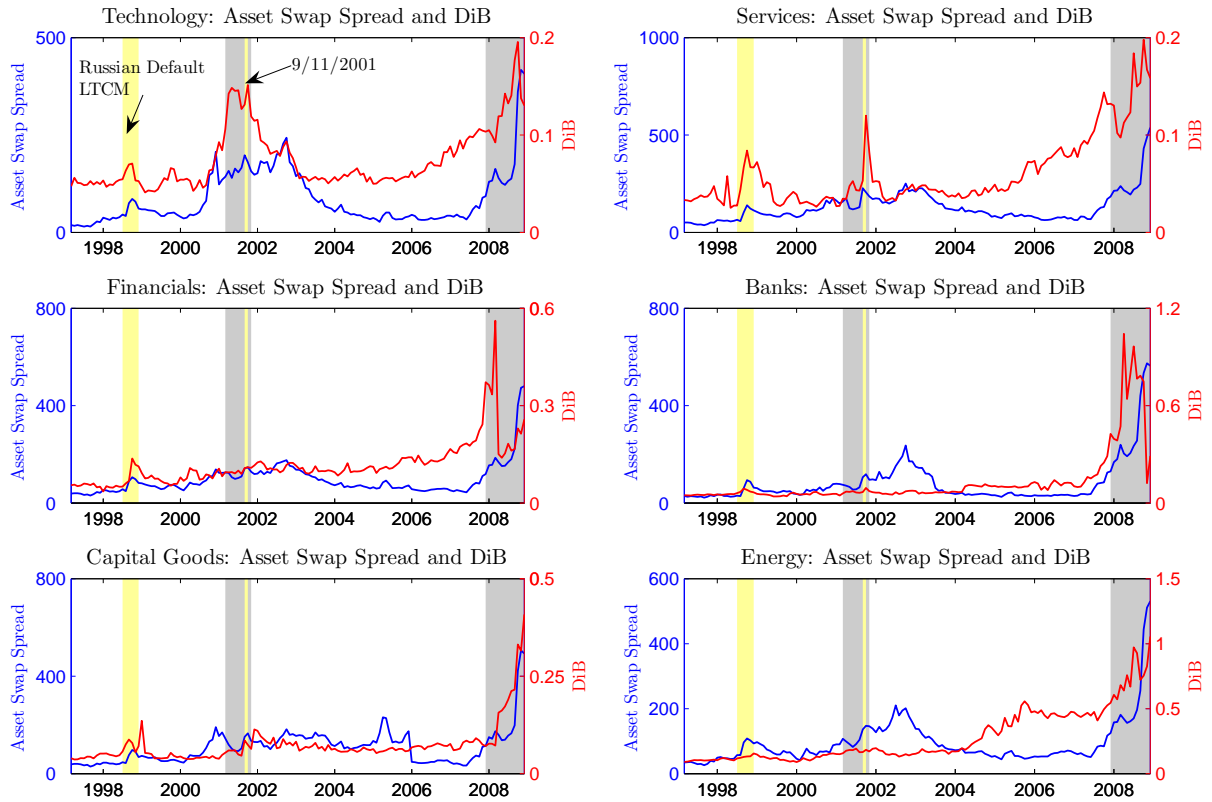 Technology: Asset Swap Spread and DiB
500
0
Asset Swap Spread
Russian Default
LTCM
9/11/2001
0.2
0.1
0
DiB
1998 2000 2002 2004 2006 2008
Services: Asset Swap Spread and DiB
1000
500
0
Asset Swap Spread
0.2
0.1
0
DiB
1998 2000 2002 2004 2006 2008
Financials: Asset Swap Spread and DiB
800
400
0
Asset Swap Spread
0.6
0.3
0
DiB
1998 2000 2002 2004 2006 2008
Banks: Asset Swap Spread and DiB
800
400
0
Asset Swap Spread
1.2
0.6
0
DiB
1998 2000 2002 2004 2006 2008
Capital Goods: Asset Swap Spread and DiB
800
400
0
Asset Swap Spread
0.5
0.25
0
DiB
1998 2000 2002 2004 2006 2008
Energy: Asset Swap Spread and DiB
600
400
200
0
Asset Swap Spread
1.5
1
0.5
0
DiB
1998 2000 2002 2004 2006 2008